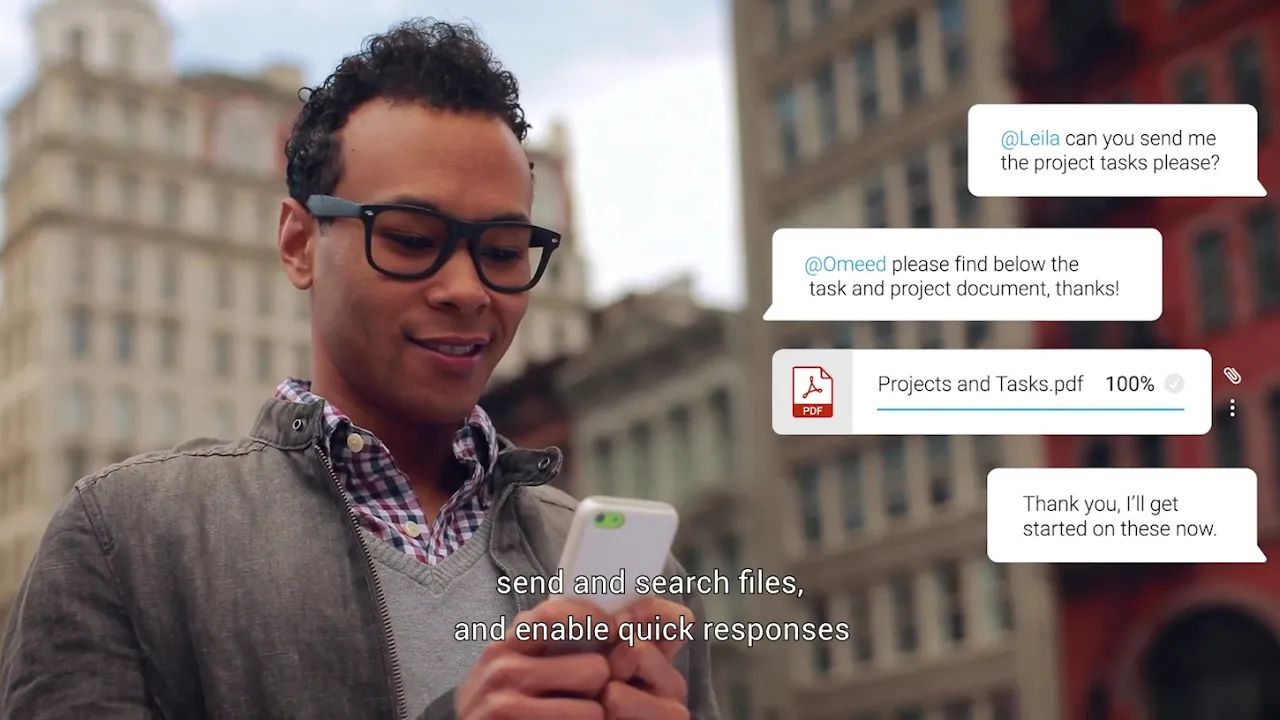 @Leila can you send me
the project tasks please?
@Omeed please find below the
task and project document, thanks!
PDF
Projects and Tasks.pdf 100%
Thank you, I'll get
started on these now.
send and search files,
and enable quick responses